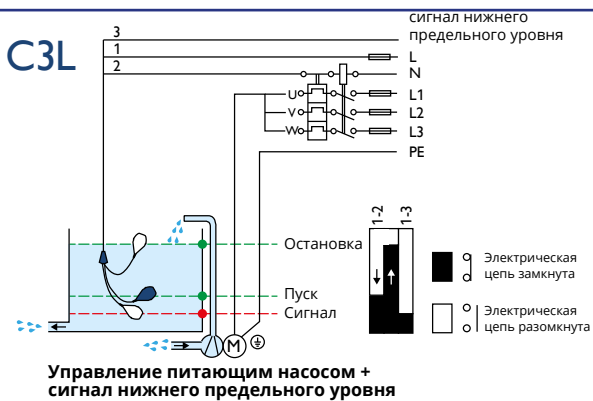 сигнал нижнего
предельного уровня
C3L
3
1
2
L
N
U
L1
V
L2
W
L3
PE
1-2
1-3
Остановка
Пуск
Сигнал
M
Электрическая
цепь замкнута
Электрическая
цепь разомкнута
Управление питающим насосом +
сигнал нижнего предельного уровня